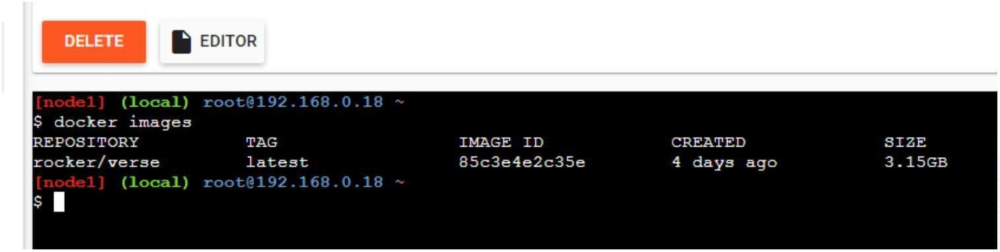 DELETE EDITOR
[node1] (local) root@192.168.0.18 ~
$ docker images
REPOSITORY TAG IMAGE ID CREATED SIZE
rocker/verse latest 85c3e4e2c35e 4 days ago 3.15GB
[node1] (local) root@192.168.0.18 ~
$